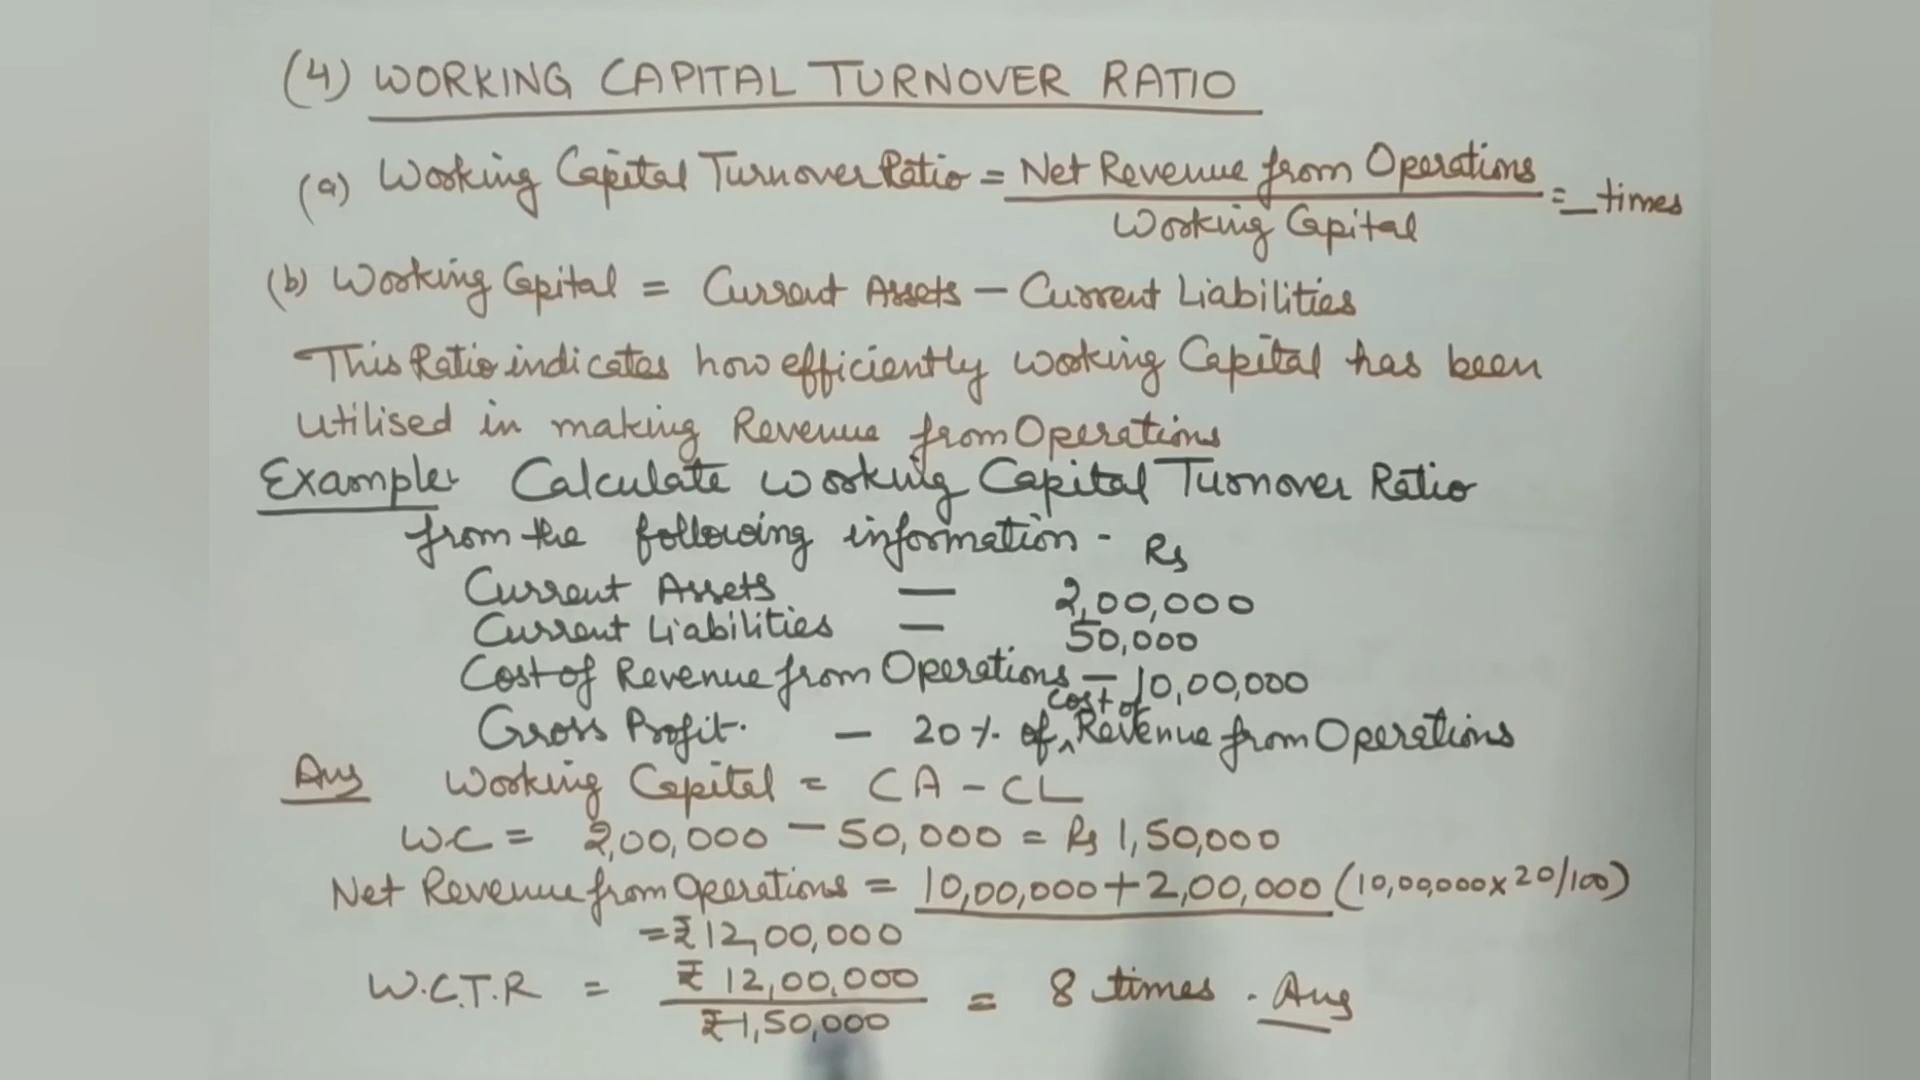 (4) WORKING CAPITAL TURNOVER RATIO
(a) Working Capital Turnover Ratio = Net Revenue from Operations = _ times
Working Capital
(b) Working Capital = Current Assets - Current Liabilities
This Ratio indicates how efficiently working Capital has been
utilised in making Revenue from Operations
Example:- Calculate working Capital Turnover Ratio
from the following information - Rs
Current Assets — 2,00,000
Current Liabilities — 50,000
Cost of Revenue from Operations — 10,00,000
Gross Profit. — 20% of ^ cost of Revenue from Operations
Ans Working Capital = CA - CL
WC = 2,00,000 - 50,000 = Rs 1,50,000
Net Revenue from Operations = 10,00,000 + 2,00,000 (10,00,000 x 20/100)
= ₹ 12,00,000
W.C.T.R = ₹ 12,00,000 = 8 times. Ans
₹ 1,50,000